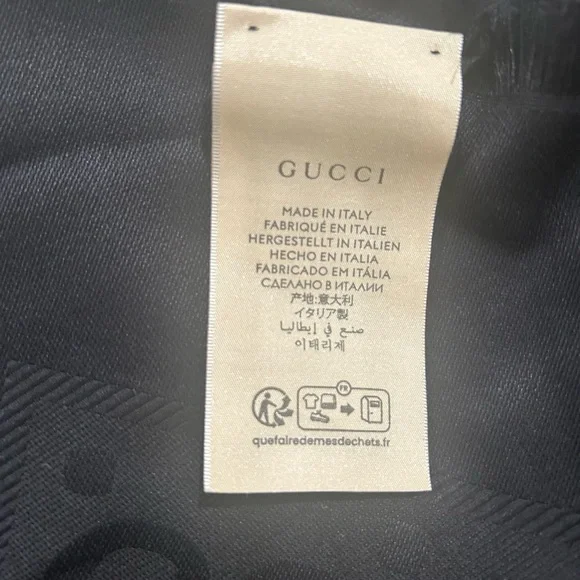 GUCCI
MADE IN ITALY
FABRIQUÉ EN ITALIE
HERGESTELLT IN ITALIEN
HECHO EN ITALIA
FABRICADO EM ITÁLIA
СДЕЛАНО В ИТАЛИИ
产地:意大利
イタリア製
صنع في إيطاليا
이태리제
FR
quefairedemesdechets.fr